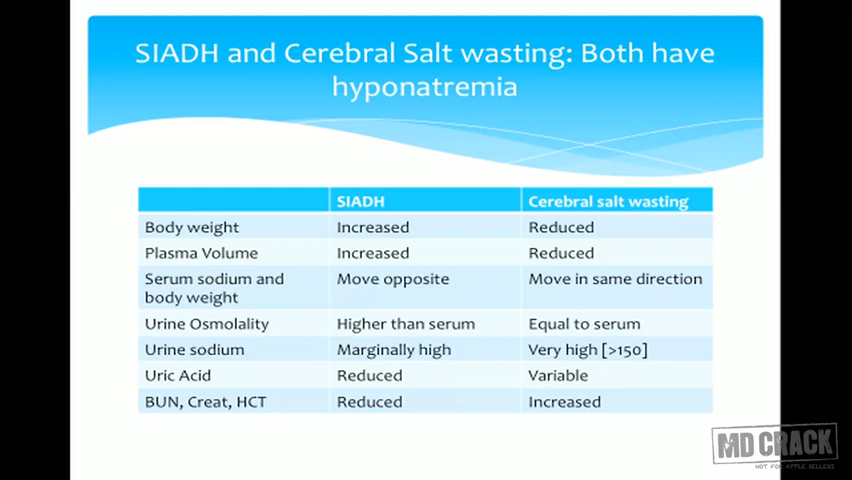 SIADH and Cerebral Salt wasting: Both have
hyponatremia
SIADH Cerebral salt wasting
Body weight Increased Reduced
Plasma Volume Increased Reduced
Serum sodium and Move opposite Move in same direction
body weight
Urine Osmolality Higher than serum Equal to serum
Urine sodium Marginally high Very high [>150]
Uric Acid Reduced Variable
BUN, Creat, HCT Reduced Increased
MD CRACK
NOT FOR APPLE SELLERS